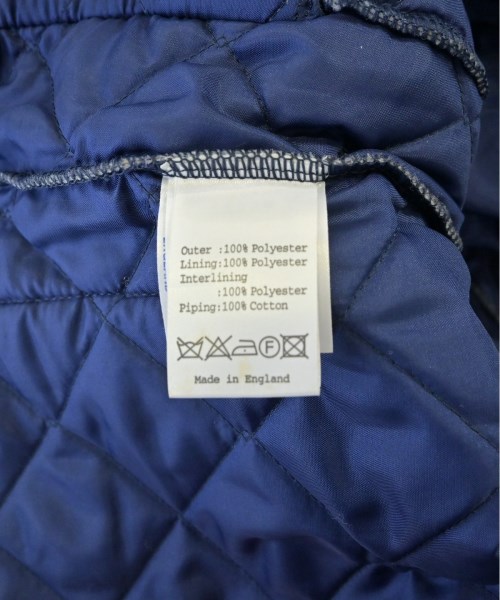 Outer :100% Polyester
Lining:100% Polyester
Interlining
:100% Polyester
Piping:100% Cotton
F
Made in England